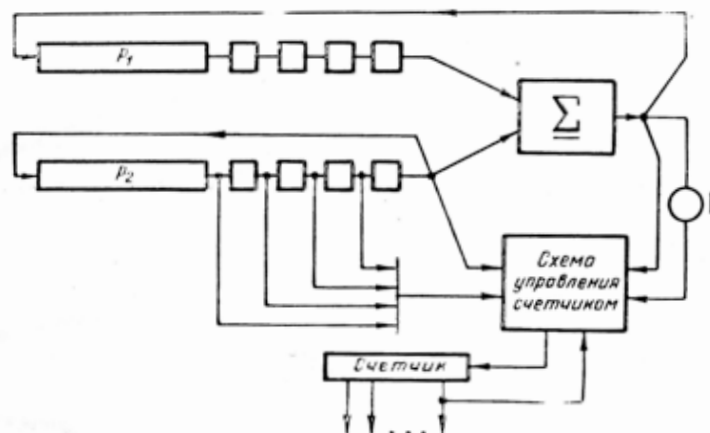 P₁
Σ
P₂
Схема
управления
счетчиком
Счетчик
...